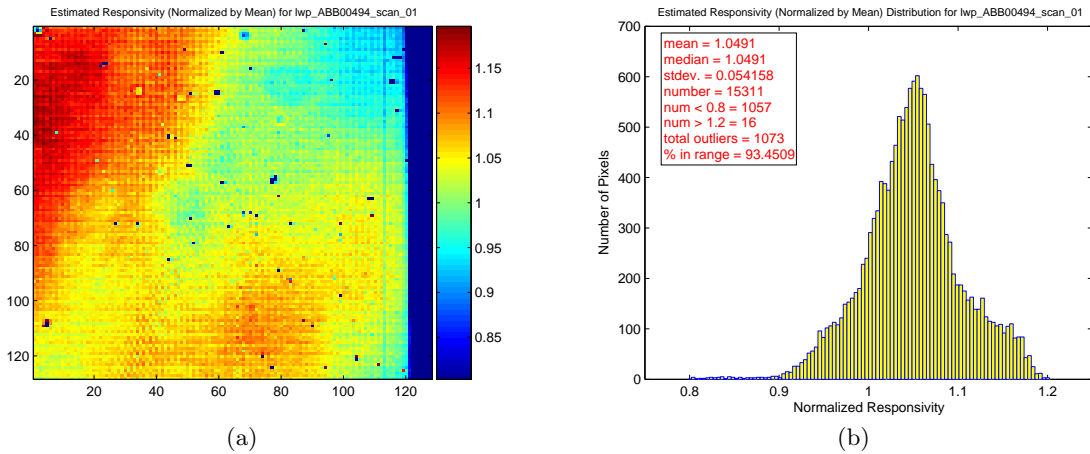 Estimated Responsivity (Normalized by Mean) for lwp_ABB00494_scan_01
20
40
60
80
100
120
20 40 60 80 100 120
1.15
1.1
1.05
1
0.95
0.9
0.85
(a)
Estimated Responsivity (Normalized by Mean) Distribution for lwp_ABB00494_scan_01
mean = 1.0491
median = 1.0491
stdev. = 0.054158
number = 15311
num < 0.8 = 1057
num > 1.2 = 16
total outliers = 1073
% in range = 93.4509
Number of Pixels
700
600
500
400
300
200
100
0
0.8 0.9 1 1.1 1.2
Normalized Responsivity
(b)